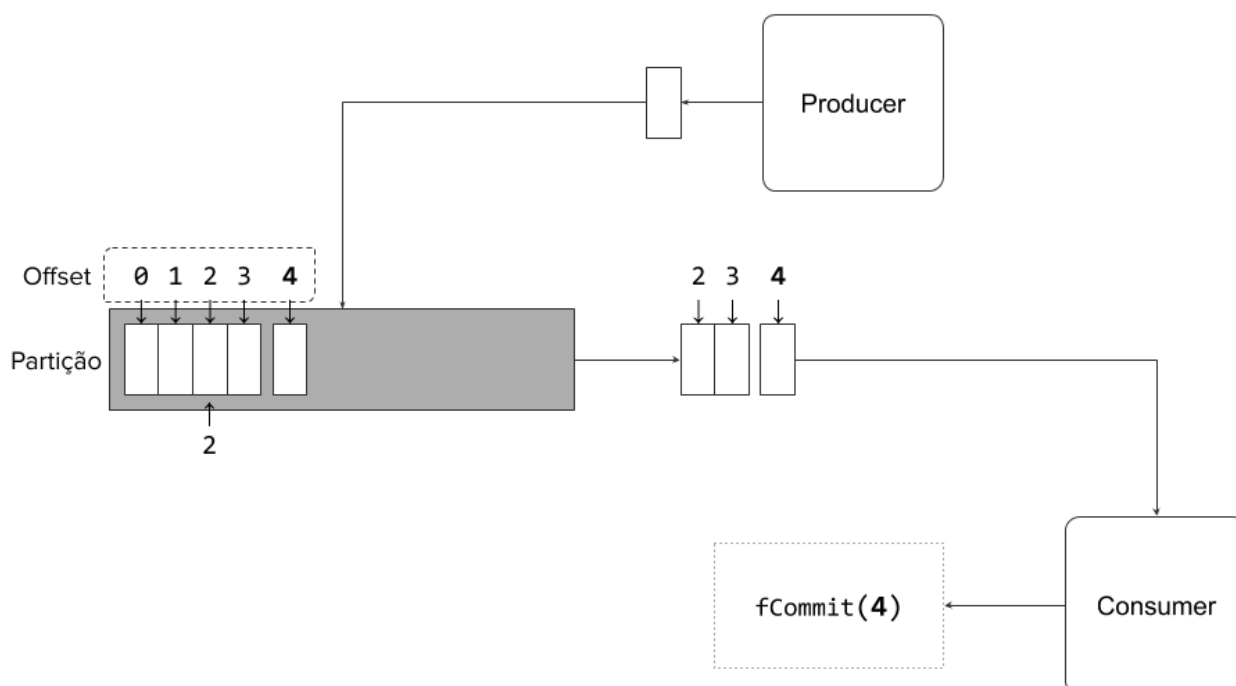 Producer
Offset 0 1 2 3 4
2 3 4
Partição
2
fCommit(4)
Consumer